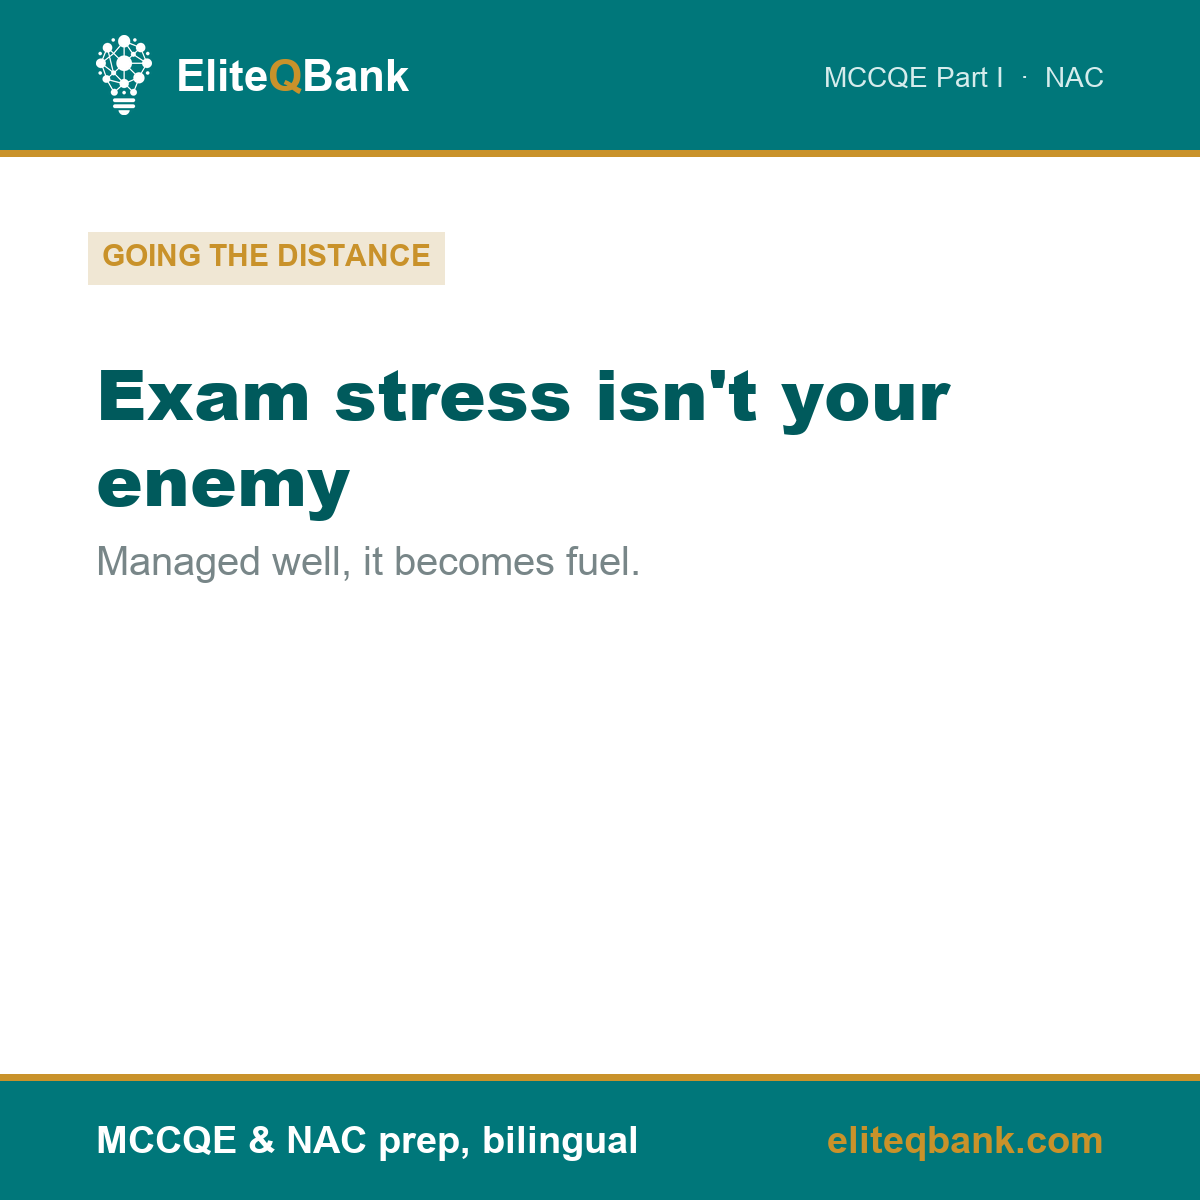 EliteQBank
MCCQE Part I · NAC
GOING THE DISTANCE
Exam stress isn't your
enemy
Managed well, it becomes fuel.
MCCQE & NAC prep, bilingual
eliteqbank.com